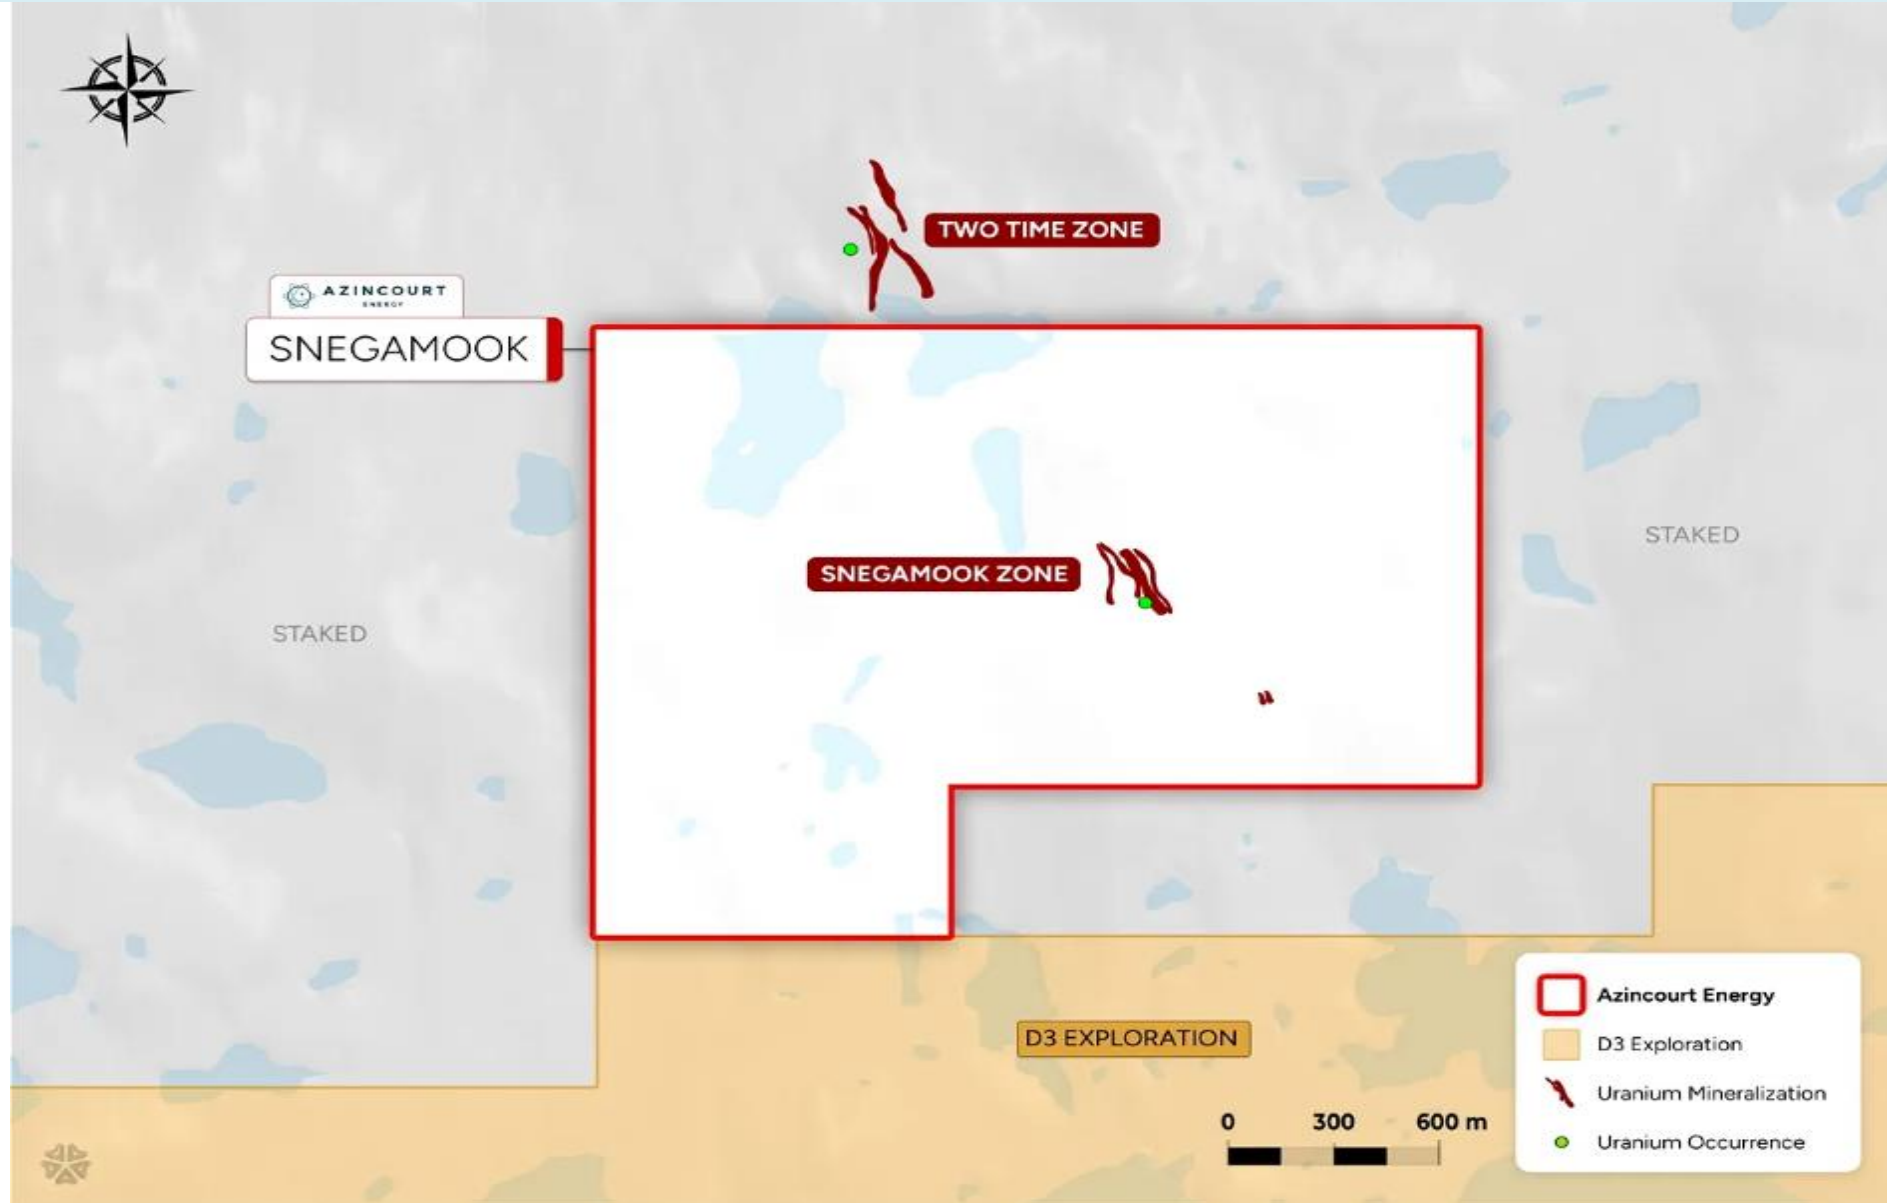 TWO TIME ZONE
AZINCOURT
ENERGY
SNEGAMOOK
STAKED
SNEGAMOOK ZONE
STAKED
D3 EXPLORATION
0 300 600 m
Azincourt Energy
D3 Exploration
Uranium Mineralization
Uranium Occurrence